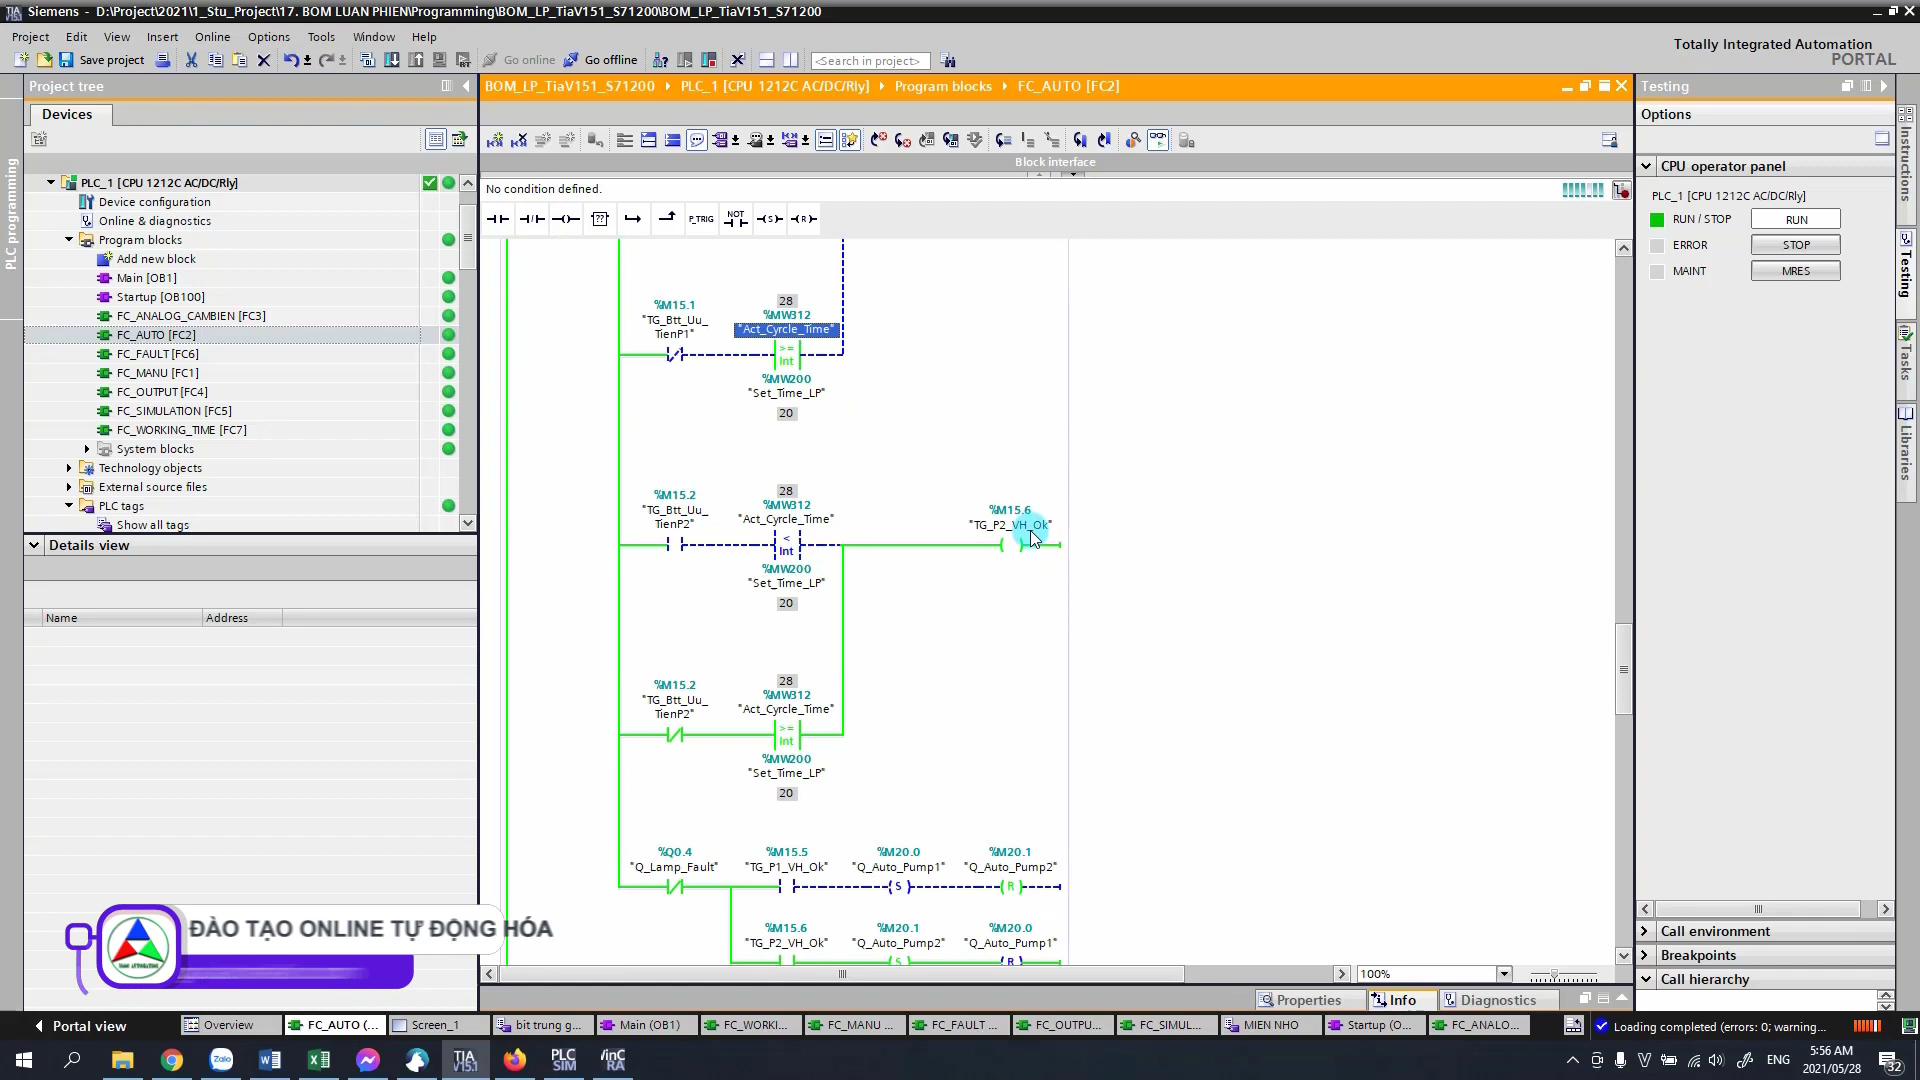 Siemens - D:\Project\2021\1_Stu_Project\17. BOM LUAN PHIEN\Programming\BOM_LP_TiaV151_S71200\BOM_LP_TiaV151_S71200
Project Edit View Insert Online Options Tools Window Help
Totally Integrated Automation
PORTAL
Save project
Go online
Go offline
<Search in project>
Project tree
BOM_LP_TiaV151_S71200 PLC_1 [CPU 1212C AC/DC/Rly] Program blocks FC_AUTO [FC2]
Testing
Devices
Options
Block interface
CPU operator panel
No condition defined.
PLC_1 [CPU 1212C AC/DC/Rly]
RUN / STOP RUN
ERROR STOP
MAINT MRES
P_TRIG
NOT
PLC programming
PLC_1 [CPU 1212C AC/DC/Rly]
Device configuration
Online & diagnostics
Program blocks
Add new block
Main [OB1]
Startup [OB100]
FC_ANALOG_CAMBIEN [FC3]
FC_AUTO [FC2]
FC_FAULT [FC6]
FC_MANU [FC1]
FC_OUTPUT [FC4]
FC_SIMULATION [FC5]
FC_WORKING_TIME [FC7]
System blocks
Technology objects
External source files
PLC tags
Show all tags
Details view
Name Address
%M15.1
"TG_Btt_Uu_
TienP1"
28
%MW312
"Act_Cyrcle_Time"
>=
Int
%MW200
"Set_Time_LP"
20
%M15.2
"TG_Btt_Uu_
TienP2"
28
%MW312
"Act_Cyrcle_Time"
<
Int
%MW200
"Set_Time_LP"
20
%M15.6
"TG_P2_VH_Ok"
%M15.2
"TG_Btt_Uu_
TienP2"
28
%MW312
"Act_Cyrcle_Time"
>=
Int
%MW200
"Set_Time_LP"
20
%Q0.4 %M15.5 %M20.0 %M20.1
"Q_Lamp_Fault" "TG_P1_VH_Ok" "Q_Auto_Pump1" "Q_Auto_Pump2"
S R
%M15.6 %M20.1 %M20.0
"TG_P2_VH_Ok" "Q_Auto_Pump2" "Q_Auto_Pump1"
S R
100%
Instructions
Testing
Tasks
Libraries
Call environment
Breakpoints
Call hierarchy
ĐÀO TẠO ONLINE TỰ ĐỘNG HÓA
Properties Info Diagnostics
Portal view Overview FC_AUTO (... Screen_1 bit trung g... Main (OB1) FC_WORKI... FC_MANU ... FC_FAULT ... FC_OUTPU... FC_SIMUL... MIEN NHO Startup (O... FC_ANALO...
Loading completed (errors: 0; warning...
Zalo
TIA
V15.1
PLC
SIM
ENG
5:56 AM
2021/05/28
32